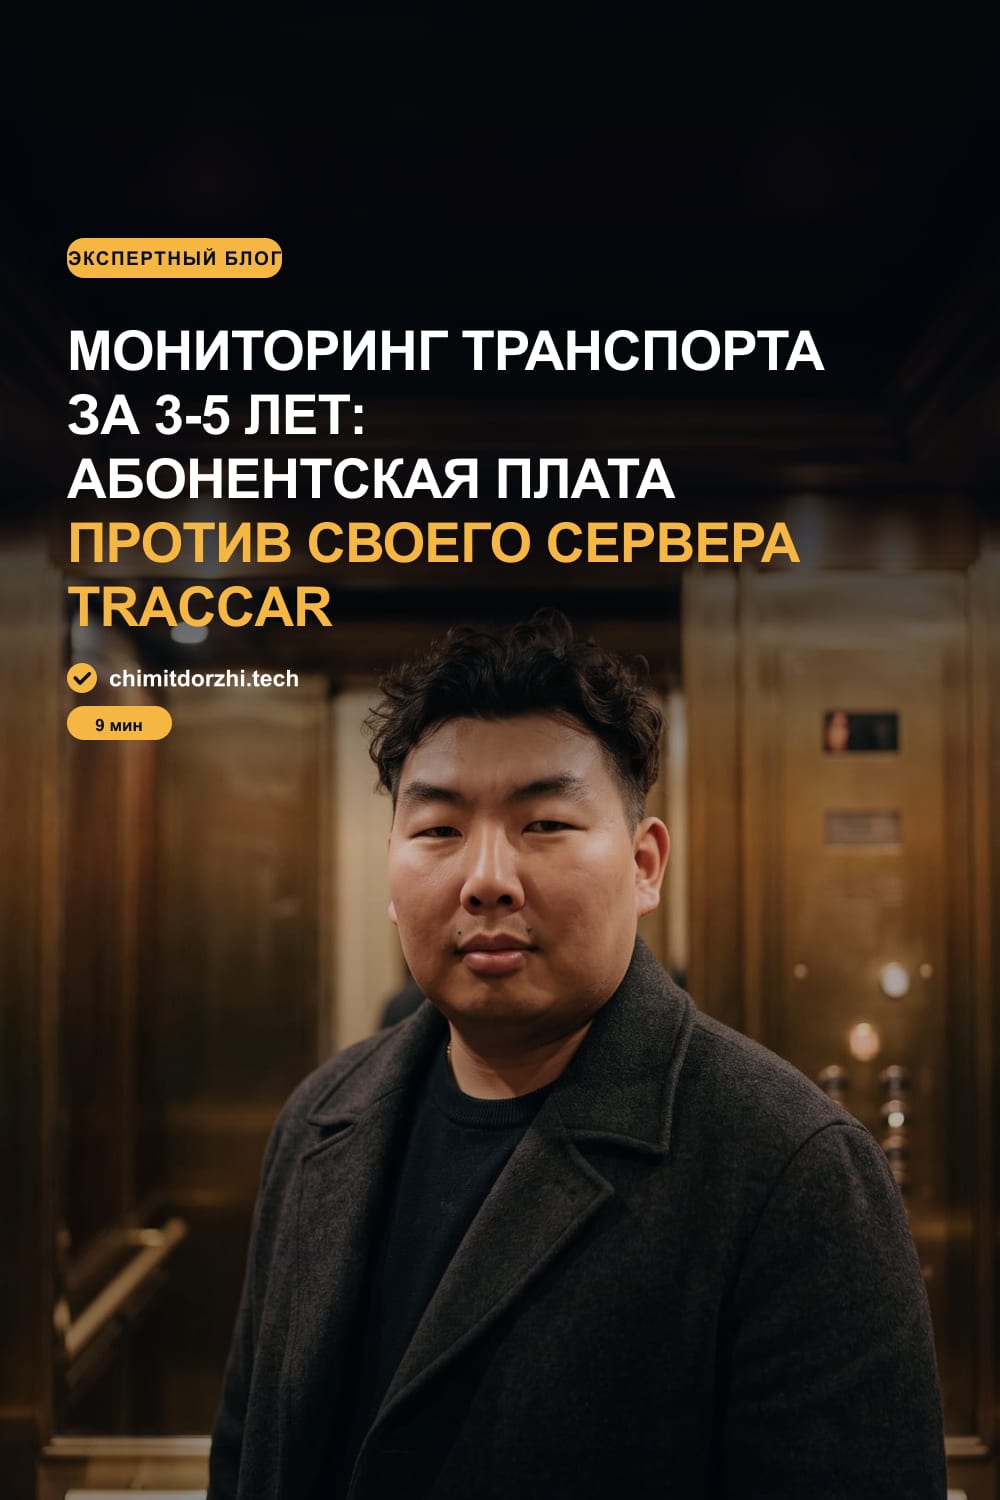 ЭКСПЕРТНЫЙ БЛОГ
МОНИТОРИНГ ТРАНСПОРТА
ЗА 3-5 ЛЕТ:
АБОНЕНТСКАЯ ПЛАТА
ПРОТИВ СВОЕГО СЕРВЕРА
TRACCAR
chimitdorzhi.tech
9 мин